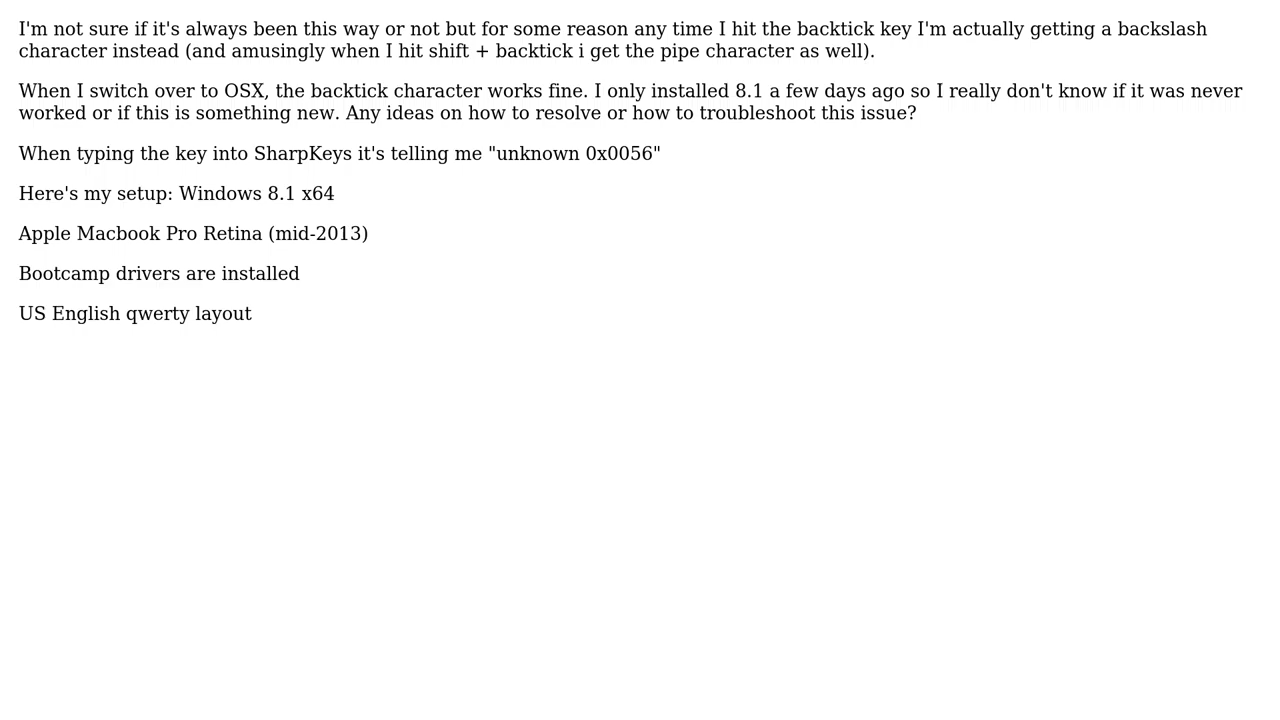 I'm not sure if it's always been this way or not but for some reason any time I hit the backtick key I'm actually getting a backslash
character instead (and amusingly when I hit shift + backtick i get the pipe character as well).
When I switch over to OSX, the backtick character works fine. I only installed 8.1 a few days ago so I really don't know if it was never
worked or if this is something new. Any ideas on how to resolve or how to troubleshoot this issue?
When typing the key into SharpKeys it's telling me "unknown 0x0056"
Here's my setup: Windows 8.1 x64
Apple Macbook Pro Retina (mid-2013)
Bootcamp drivers are installed
US English qwerty layout